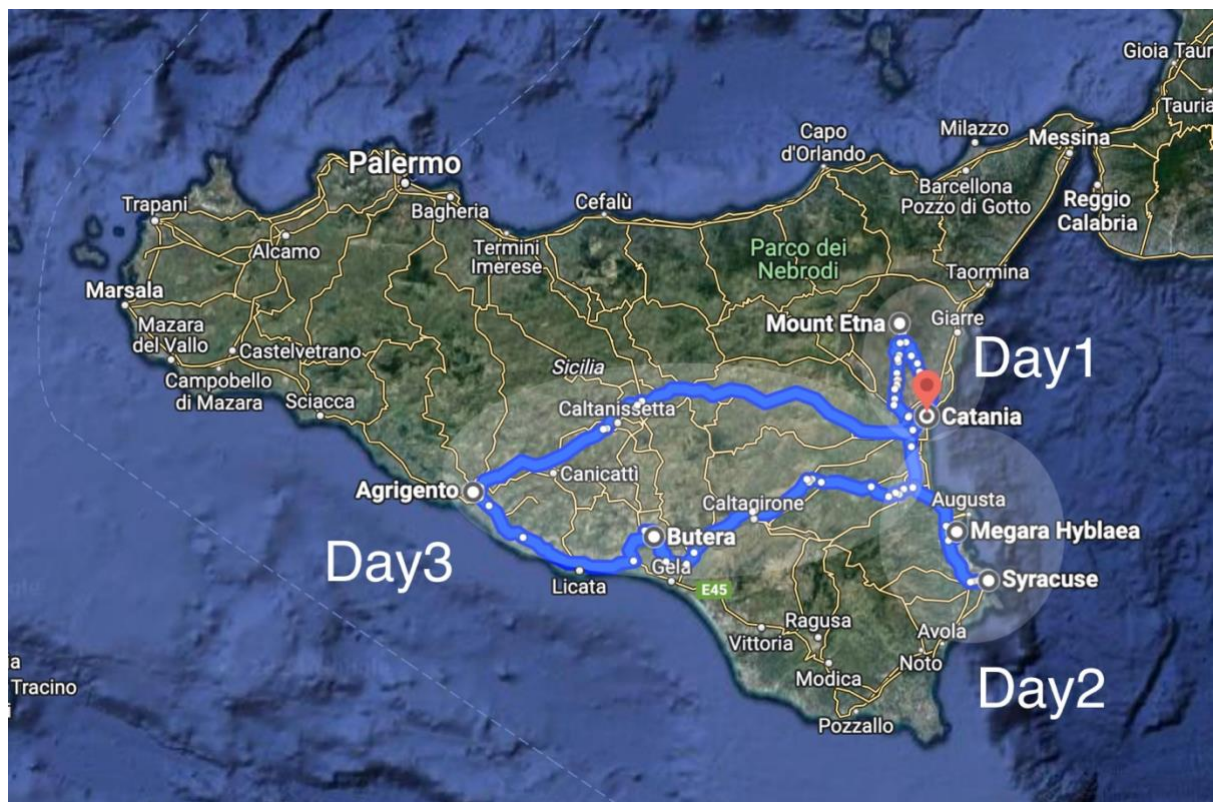 Gioia Taur
Tauria
Milazzo
Capo
d'Orlando
Messina
Palermo
Barcellona
Pozzo di Gotto
Reggio
Calabria
Trapani
Bagheria
Cefalù
Alcamo
Termini
Imerese
Parco dei
Nebrodi
Taormina
Marsala
Mazara
del Vallo
Castelvetrano
Mount Etna
Giarre
Day1
Campobello
di Mazara
Sciacca
Sicilia
Caltanissetta
Catania
Canicattì
Agrigento
Caltagirone
Augusta
Megara Hyblaea
Butera
Day3
Gela
Licata
E45
Syracuse
Ragusa
Vittoria
Avola
Noto
Modica
Day2
Pozzallo
a
Tracino